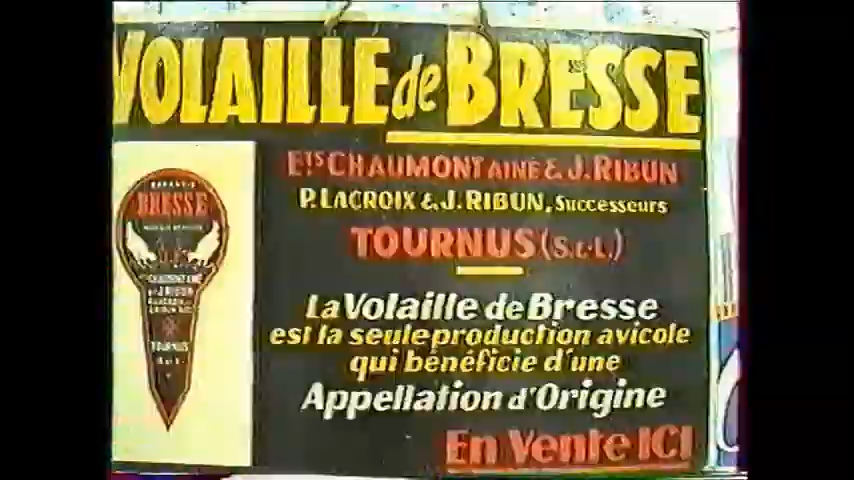 VOLAILLE de BRESSE
Ets CHAUMONT AINÉ & J. RIBUN
P. LACROIX & J. RIBUN, Successeurs
TOURNUS (S.&L.)
La Volaille de Bresse
est la seule production avicole
qui bénéficie d'une
Appellation d'Origine
En Vente ICI
BRESSE
TOURNUS